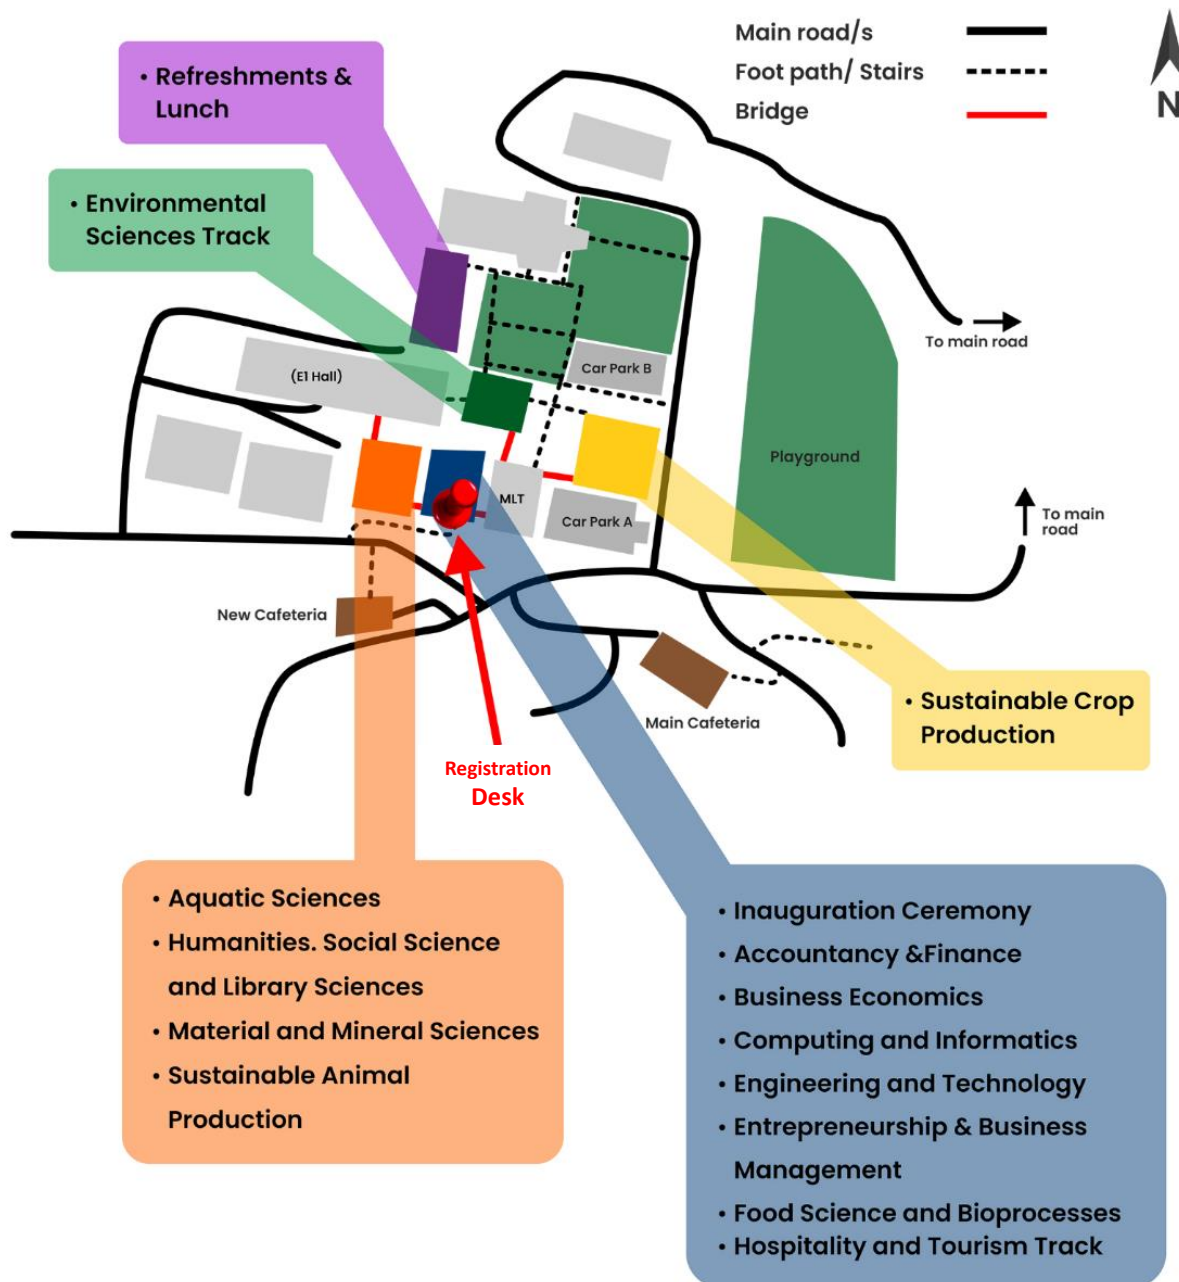 Main road/s
Foot path/ Stairs
Bridge
N
• Refreshments &
Lunch
• Environmental
Sciences Track
To main road
Car Park B
(E1 Hall)
Playground
MLT
Car Park A
To main
road
New Cafeteria
Main Cafeteria
• Sustainable Crop
Production
Registration
Desk
• Aquatic Sciences
• Humanities. Social Science
and Library Sciences
• Material and Mineral Sciences
• Sustainable Animal
Production
• Inauguration Ceremony
• Accountancy &Finance
• Business Economics
• Computing and Informatics
• Engineering and Technology
• Entrepreneurship & Business
Management
• Food Science and Bioprocesses
• Hospitality and Tourism Track